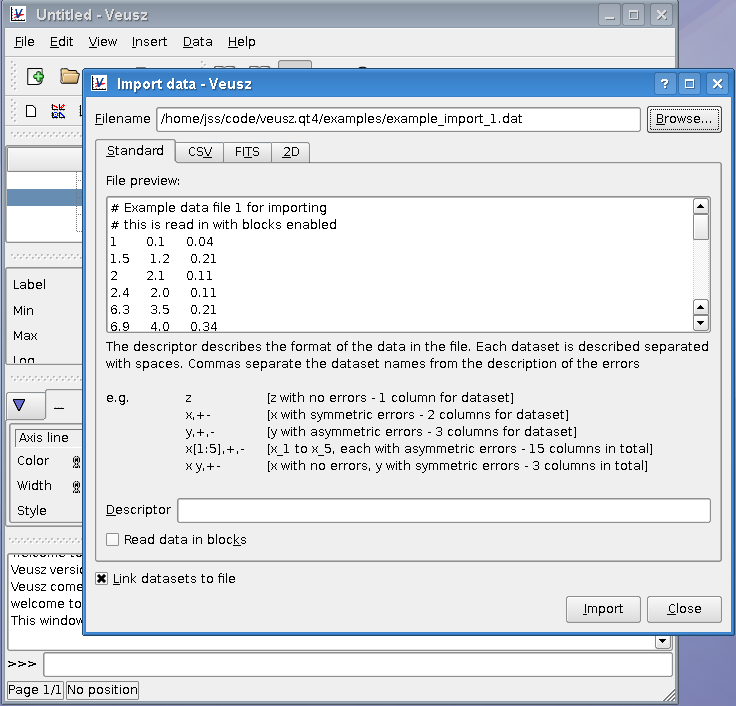 Untitled - Veusz
File Edit View Insert Data Help
Import data - Veusz
Filename /home/jss/code/veusz.qt4/examples/example_import_1.dat Browse...
Standard CSV FITS 2D
File preview:
# Example data file 1 for importing
# this is read in with blocks enabled
1 0.1 0.04
1.5 1.2 0.21
2 2.1 0.11
2.4 2.0 0.11
6.3 3.5 0.21
6.9 4.0 0.34
The descriptor describes the format of the data in the file. Each dataset is described separated
with spaces. Commas separate the dataset names from the description of the errors
e.g. z [z with no errors - 1 column for dataset]
x,+- [x with symmetric errors - 2 columns for dataset]
y,+,- [y with asymmetric errors - 3 columns for dataset]
x[1:5],+,- [x_1 to x_5, each with asymmetric errors - 15 columns in total]
x y,+- [x with no errors, y with symmetric errors - 3 columns in total]
Descriptor
Read data in blocks
Link datasets to file
Import Close
Label
Min
Max
Log
Axis line
Color
Width
Style
welcome to
Veusz versio
Veusz come
welcome to
This window
>>>
Page 1/1 No position